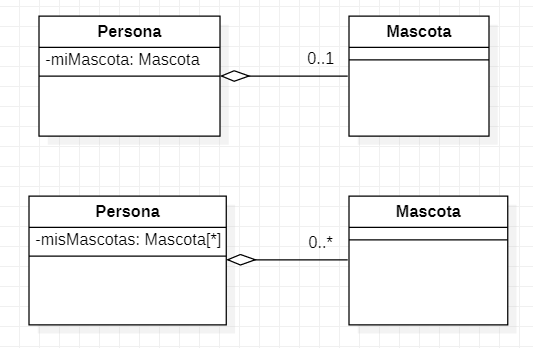 Persona
Mascota
-miMascota: Mascota
0..1
Persona
Mascota
-misMascotas: Mascota[*]
0..*